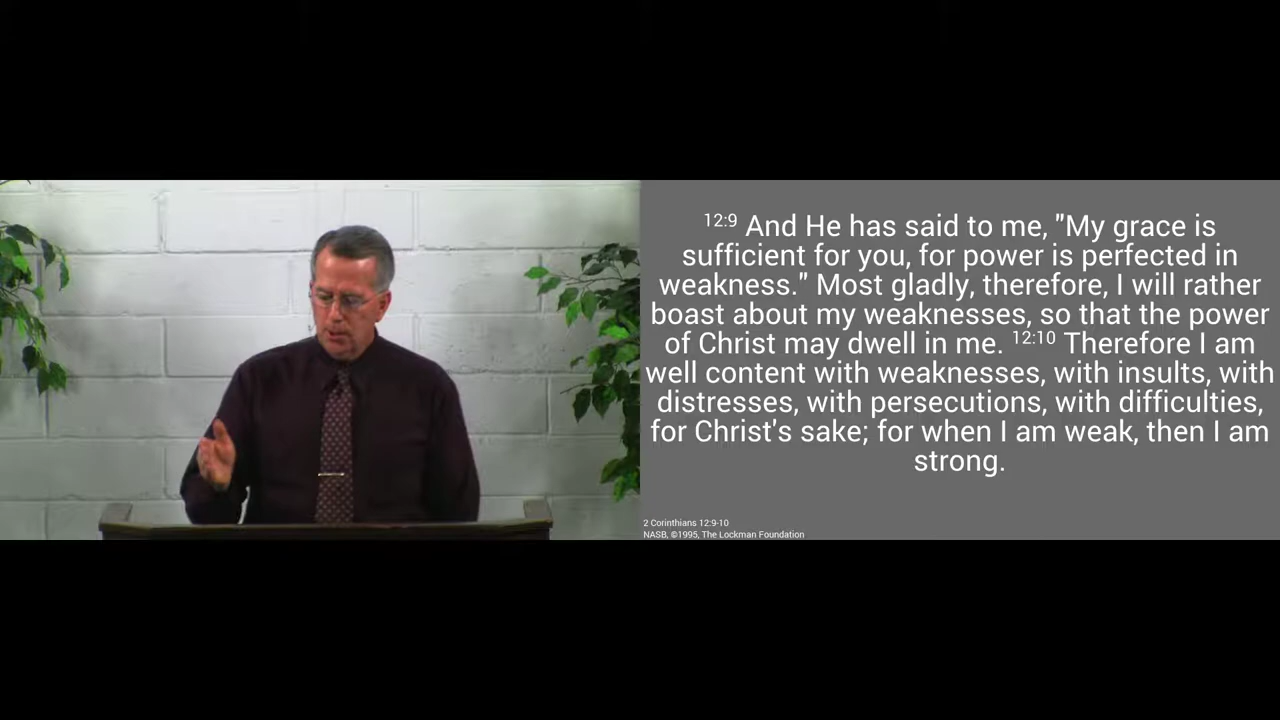 12:9 And He has said to me, "My grace is
sufficient for you, for power is perfected in
weakness." Most gladly, therefore, I will rather
boast about my weaknesses, so that the power
of Christ may dwell in me. 12:10 Therefore I am
well content with weaknesses, with insults, with
distresses, with persecutions, with difficulties,
for Christ's sake; for when I am weak, then I am
strong.
2 Corinthians 12:9-10
NASB, ©1995, The Lockman Foundation